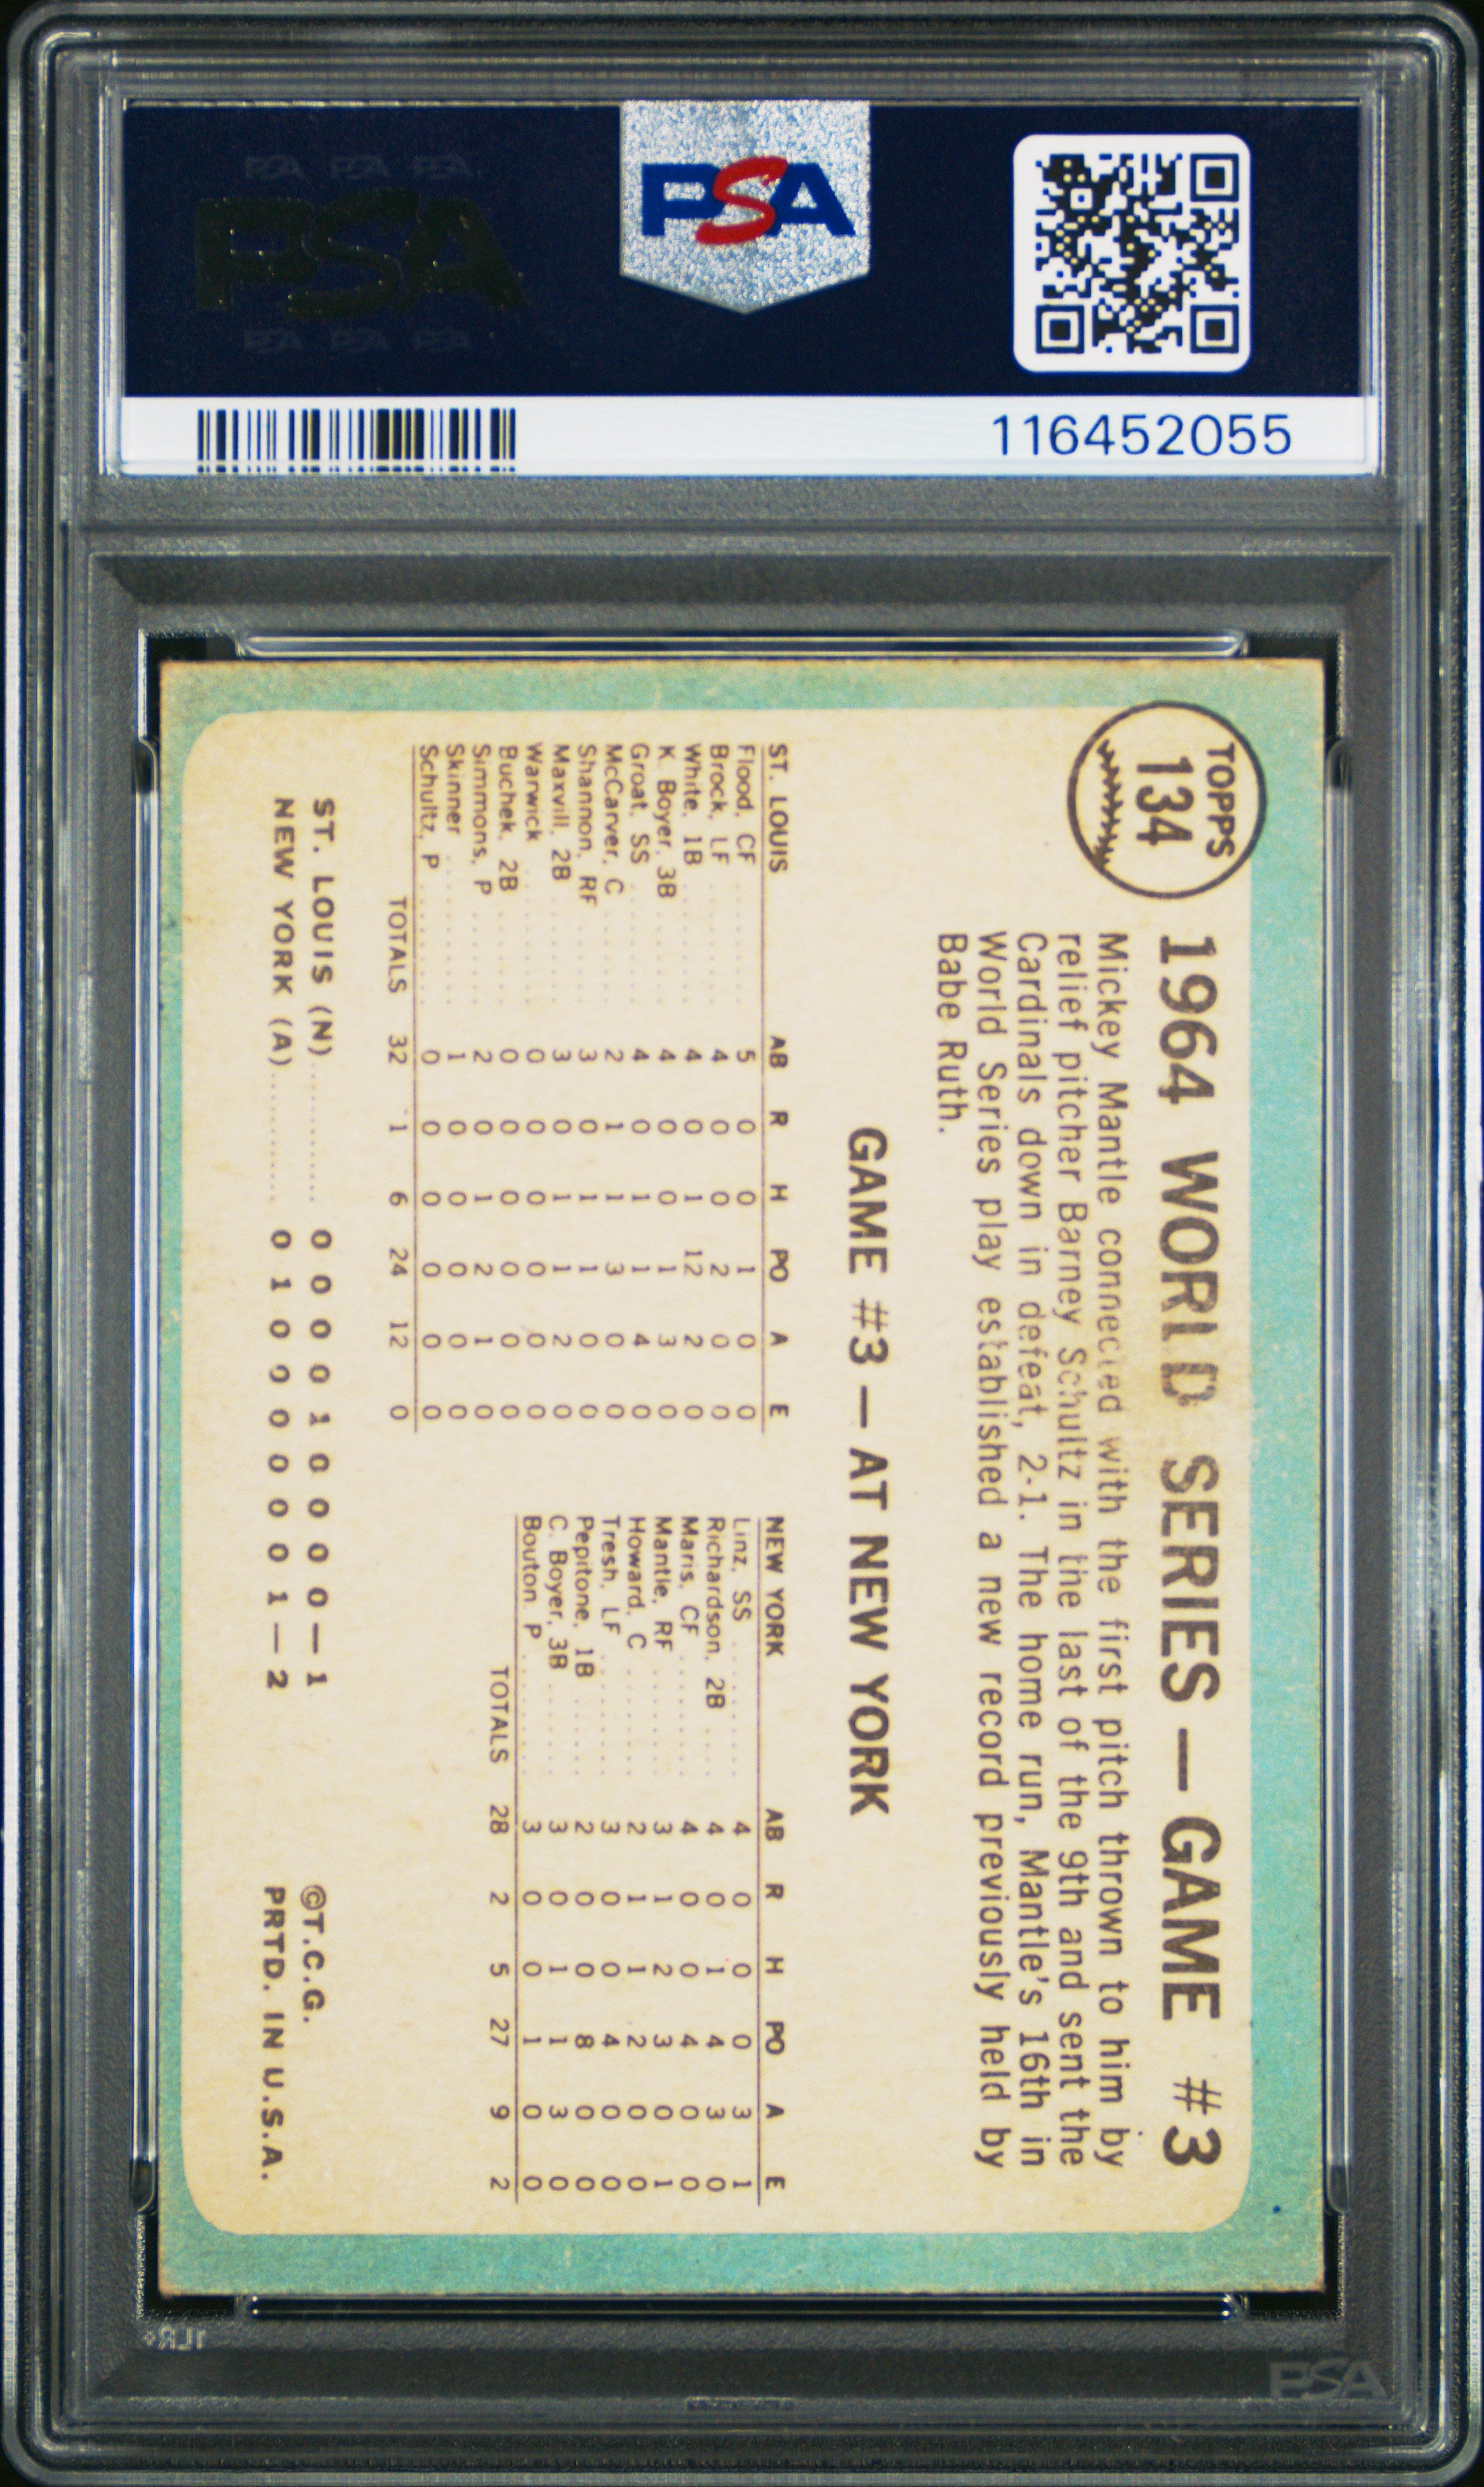 PSA PSA PSA
PSA
PSA PSA PSA
PSA
116452055
TOPPS
134
1964 WORLD SERIES — GAME #3
Mickey Mantle connected with the first pitch thrown to him by
relief pitcher Barney Schultz in the last of the 9th and sent the
Cardinals down in defeat, 2-1. The home run, Mantle's 16th in
World Series play established a new record previously held by
Babe Ruth.
GAME #3 — AT NEW YORK
ST. LOUIS AB R H PO A E
Flood, CF 5 0 0 1 0 0
Brock, LF 4 0 0 2 0 0
White, 1B 4 0 1 12 2 0
K. Boyer, 3B 4 0 0 1 3 0
Groat, SS 4 0 1 1 4 0
McCarver, C 2 1 1 3 0 0
Shannon, RF 3 0 1 1 0 0
Maxvill, 2B 3 0 1 1 2 0
Warwick 0 0 0 0 0 0
Buchek, 2B 0 0 0 0 0 0
Simmons, P 2 0 1 2 1 0
Skinner 1 0 0 0 0 0
Schultz, P 0 0 0 0 0 0
TOTALS 32 1 6 24 12 0
NEW YORK AB R H PO A E
Linz, SS 4 0 0 0 3 1
Richardson, 2B 4 0 1 4 3 0
Maris, CF 4 0 0 4 0 0
Mantle, RF 3 1 2 3 0 1
Howard, C 2 1 1 2 0 0
Tresh, LF 3 0 0 4 0 0
Pepitone, 1B 2 0 0 8 0 0
C. Boyer, 3B 3 0 1 1 3 0
Bouton, P 3 0 0 1 0 0
TOTALS 28 2 5 27 9 2
ST. LOUIS (N) 0 0 0 0 1 0 0 0 0 — 1
NEW YORK (A) 0 1 0 0 0 0 0 0 1 — 2
©T.C.G.
PRTD. IN U.S.A.
PSA